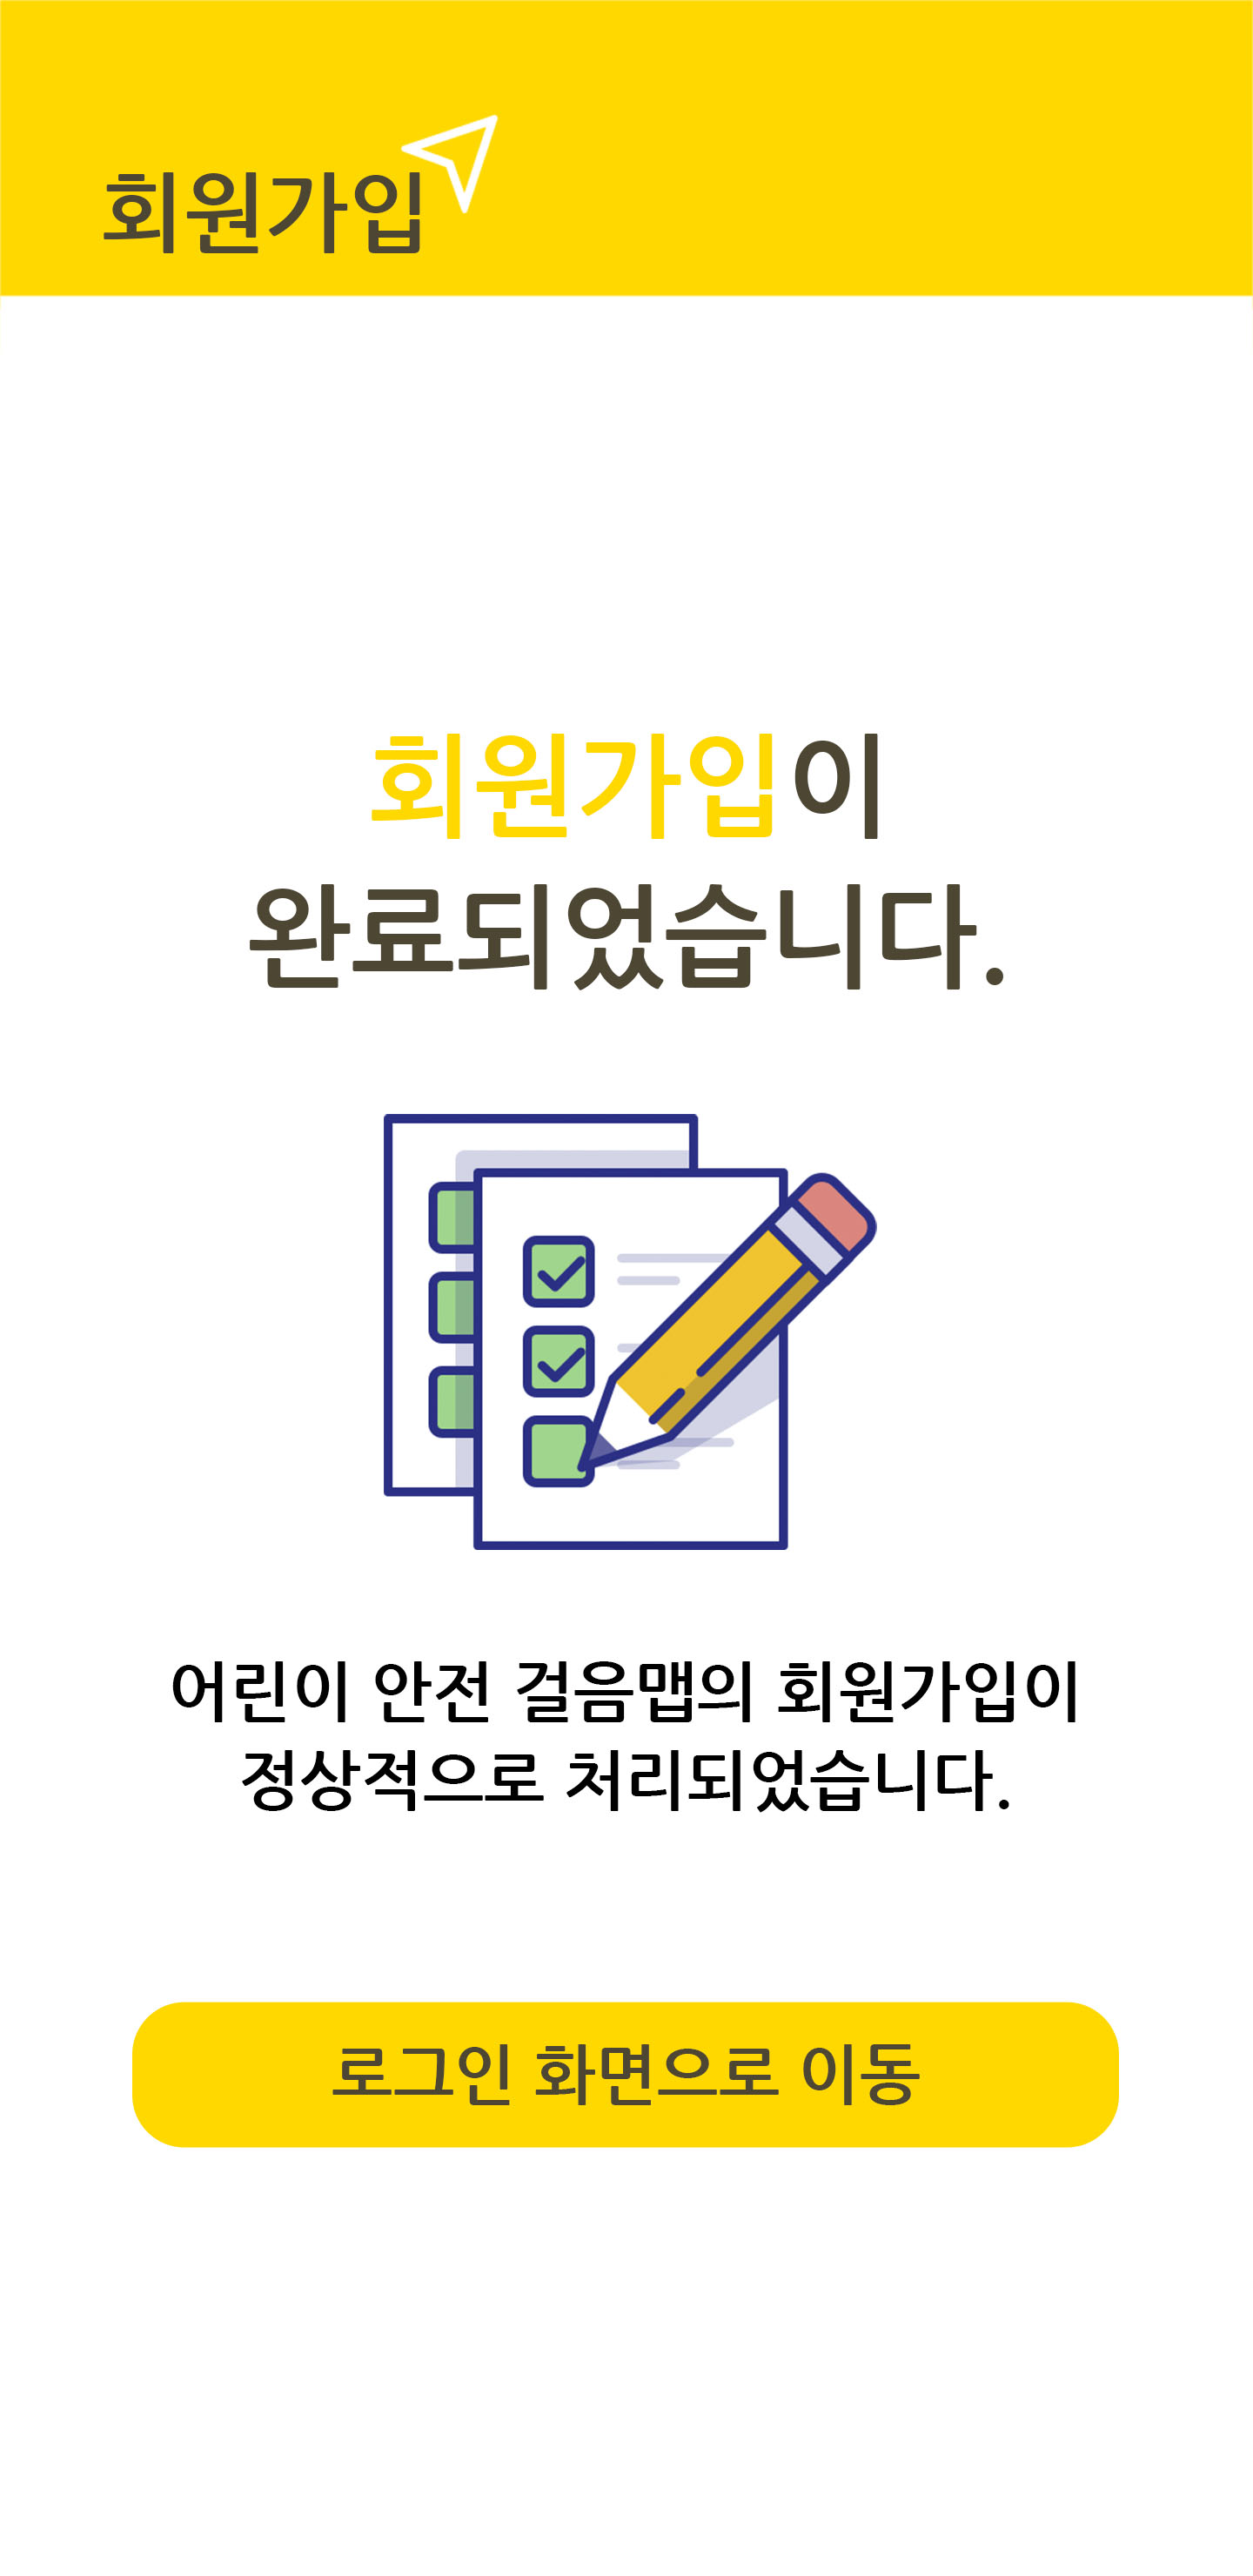 회원가입
회원가입이
완료되었습니다.
어린이 안전 걸음맵의 회원가입이
정상적으로 처리되었습니다.
로그인 화면으로 이동